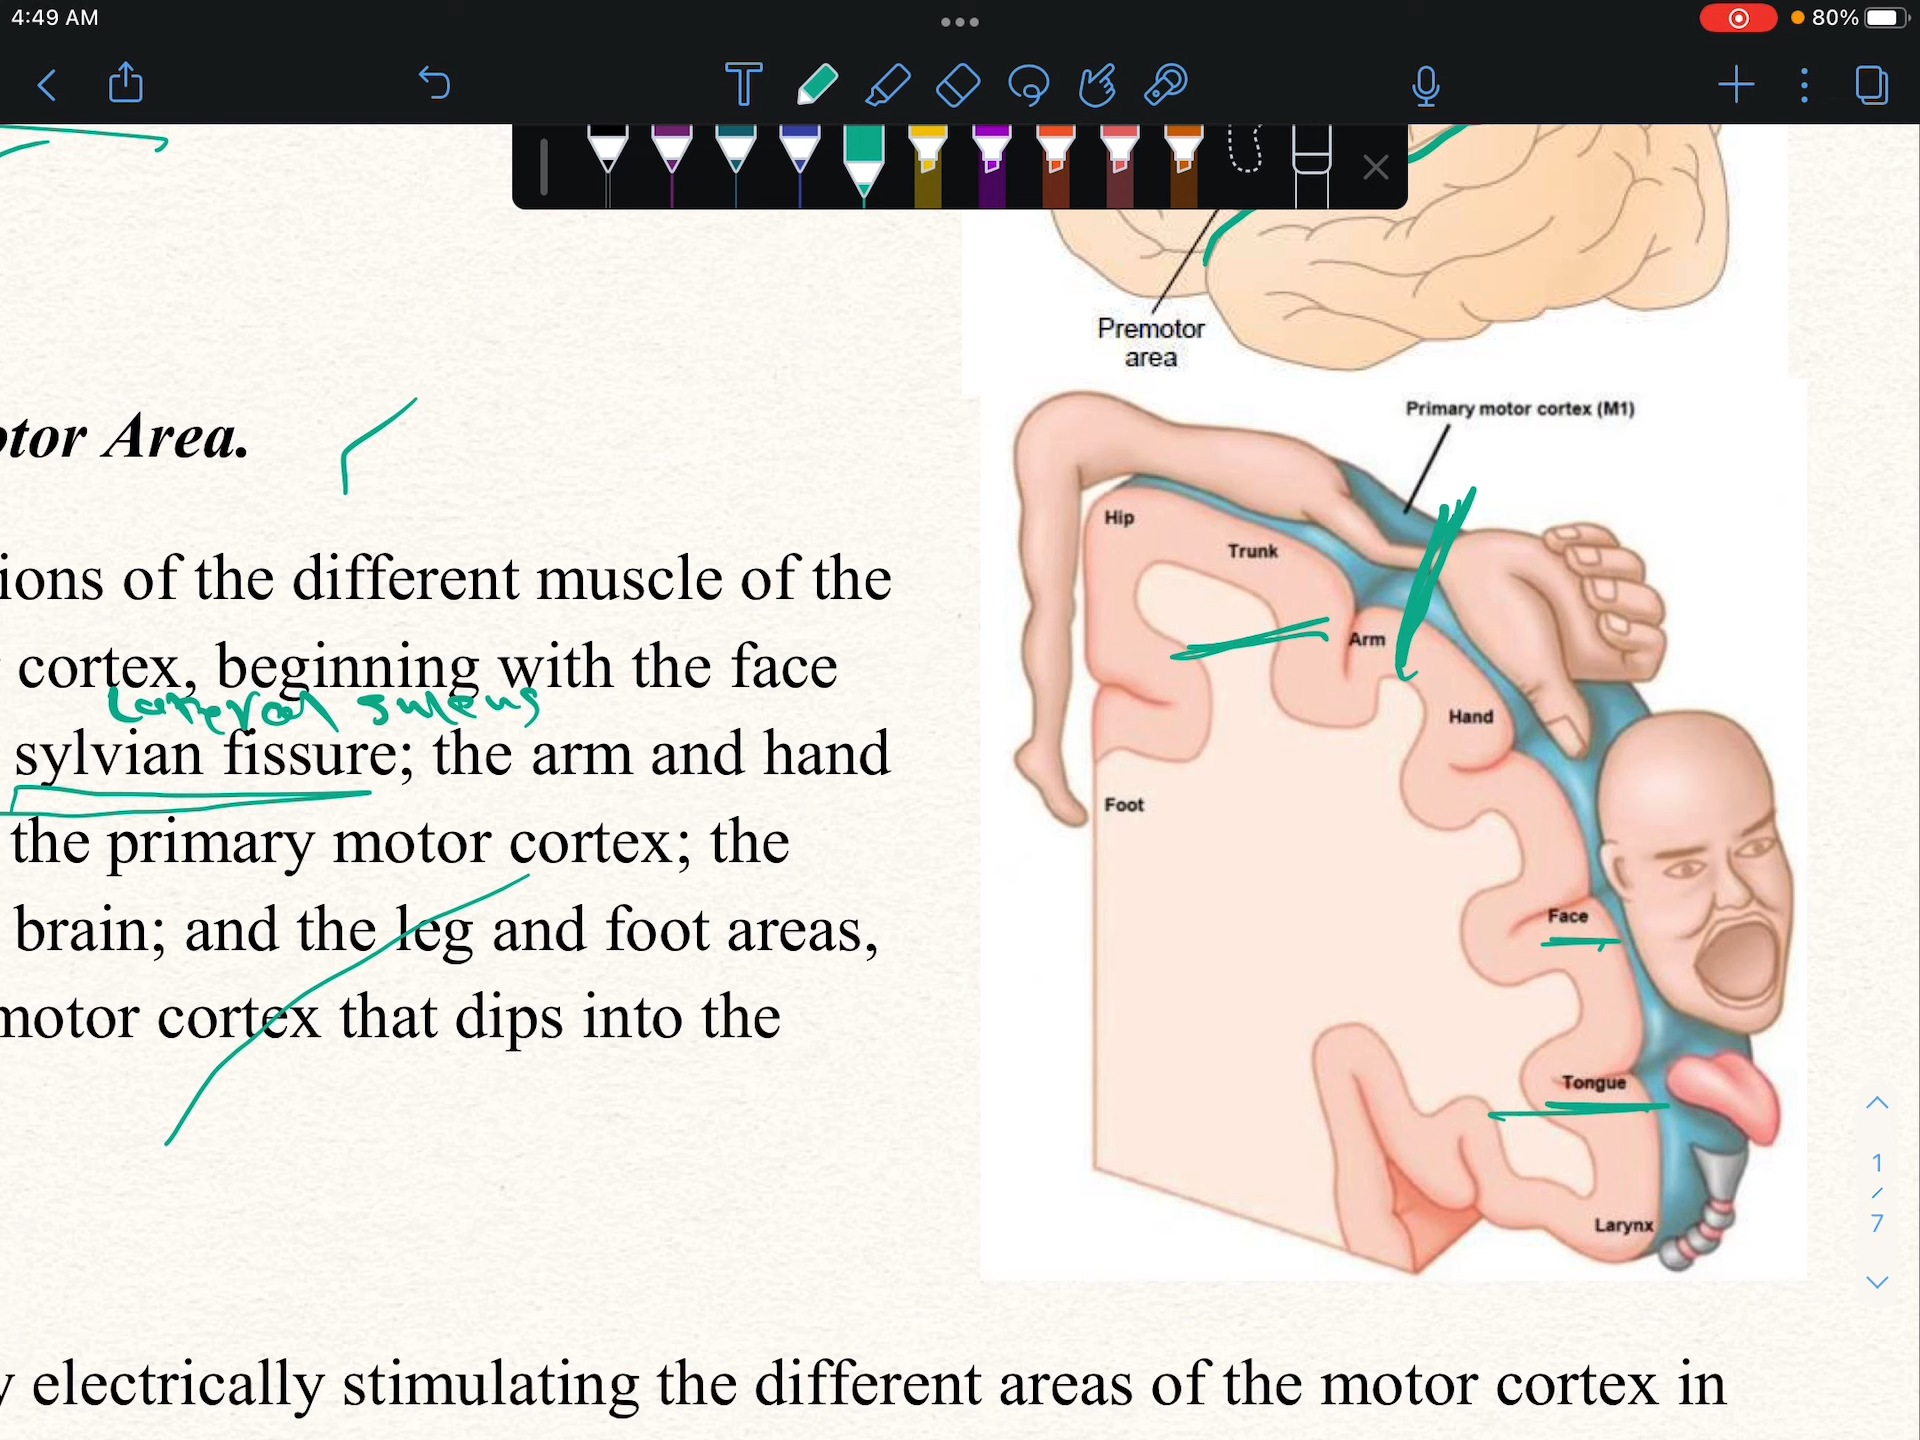 4:49 AM
80%
T
Premotor
area
Primary motor cortex (M1)
otor Area.
Hip
Trunk
ions of the different muscle of the
Arm
cortex, beginning with the face
lateral sulcus
Hand
sylvian fissure; the arm and hand
Foot
the primary motor cortex; the
Face
brain; and the leg and foot areas,
motor cortex that dips into the
Tongue
1
/
7
Larynx
y electrically stimulating the different areas of the motor cortex in